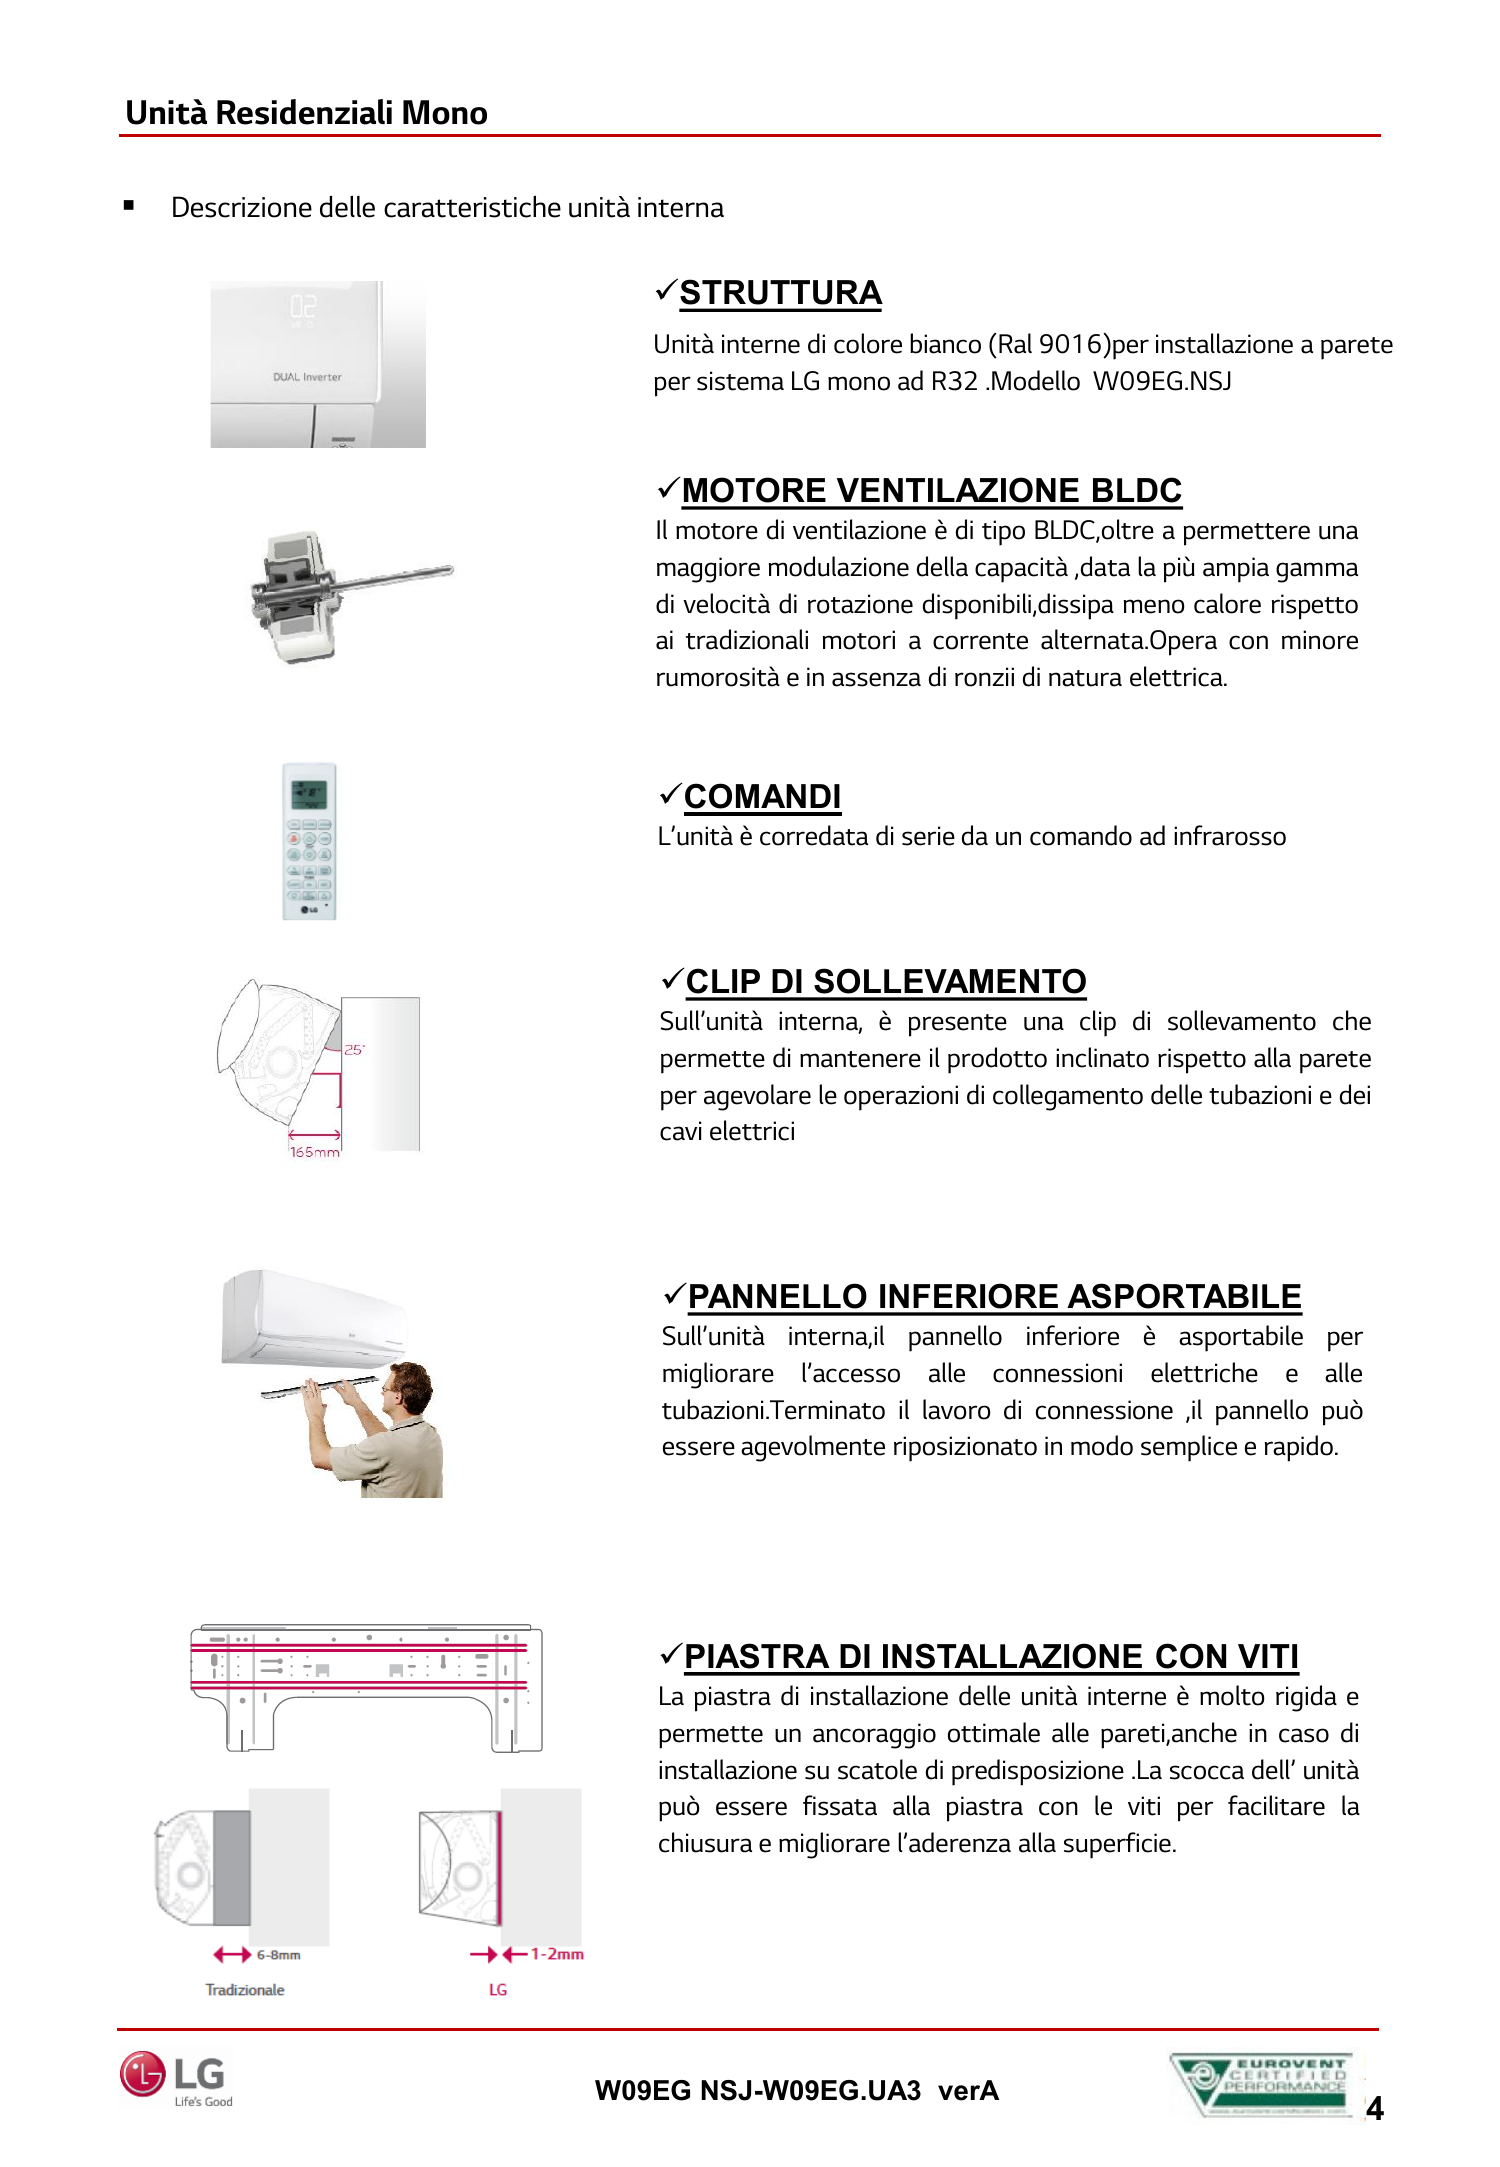 Unità Residenziali Mono
▪ Descrizione delle caratteristiche unità interna
DUAL Inverter
✓STRUTTURA
Unità interne di colore bianco (Ral 9016)per installazione a parete
per sistema LG mono ad R32 .Modello W09EG.NSJ
✓MOTORE VENTILAZIONE BLDC
Il motore di ventilazione è di tipo BLDC,oltre a permettere una
maggiore modulazione della capacità ,data la più ampia gamma
di velocità di rotazione disponibili,dissipa meno calore rispetto
ai tradizionali motori a corrente alternata.Opera con minore
rumorosità e in assenza di ronzii di natura elettrica.
LG
✓COMANDI
L’unità è corredata di serie da un comando ad infrarosso
25°
165mm
✓CLIP DI SOLLEVAMENTO
Sull’unità interna, è presente una clip di sollevamento che
permette di mantenere il prodotto inclinato rispetto alla parete
per agevolare le operazioni di collegamento delle tubazioni e dei
cavi elettrici
✓PANNELLO INFERIORE ASPORTABILE
Sull’unità interna,il pannello inferiore è asportabile per
migliorare l’accesso alle connessioni elettriche e alle
tubazioni.Terminato il lavoro di connessione ,il pannello può
essere agevolmente riposizionato in modo semplice e rapido.
✓PIASTRA DI INSTALLAZIONE CON VITI
La piastra di installazione delle unità interne è molto rigida e
permette un ancoraggio ottimale alle pareti,anche in caso di
installazione su scatole di predisposizione .La scocca dell’ unità
può essere fissata alla piastra con le viti per facilitare la
chiusura e migliorare l’aderenza alla superficie.
6-8mm
1-2mm
Tradizionale
LG
LG
Life's Good
W09EG NSJ-W09EG.UA3 verA
EUROVENT
CERTIFIED
PERFORMANCE
4